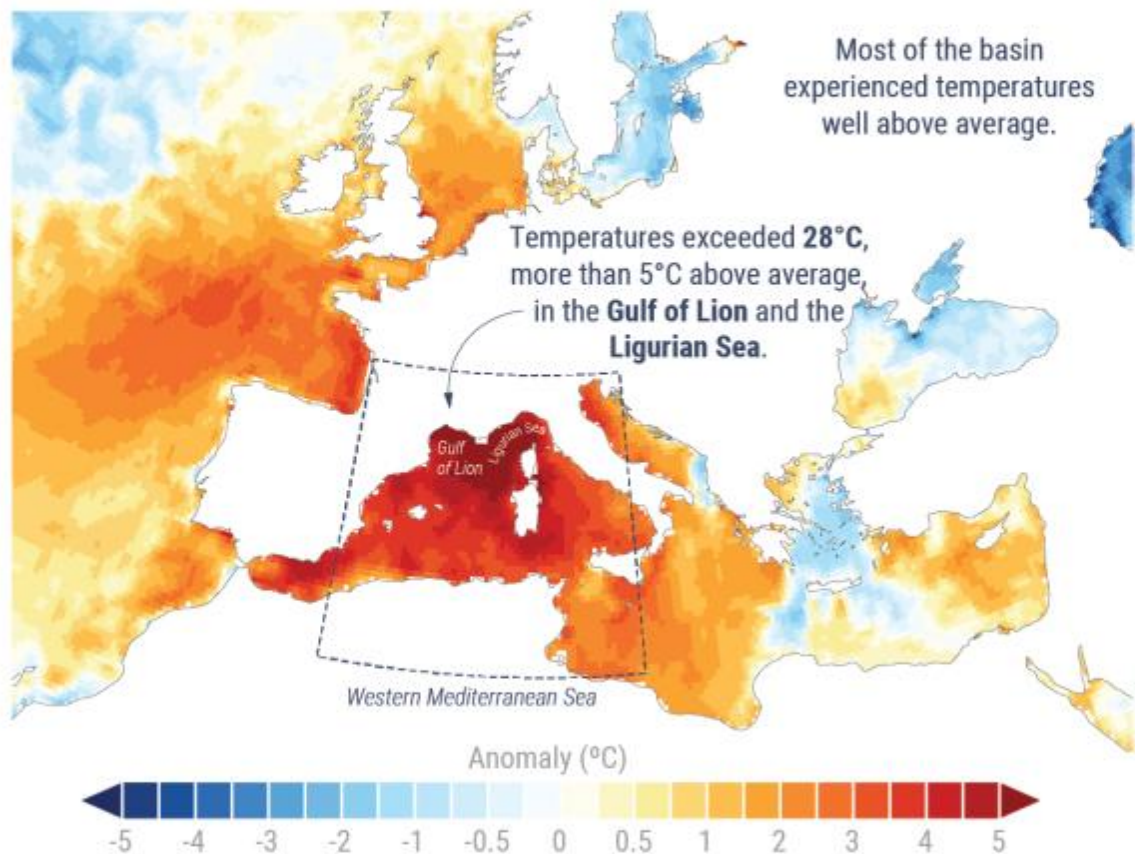 Most of the basin
experienced temperatures
well above average.
Temperatures exceeded 28°C,
more than 5°C above average,
in the Gulf of Lion and the
Ligurian Sea.
Ligurian Sea
Gulf
of Lion
Western Mediterranean Sea
Anomaly (ºC)
-5 -4 -3 -2 -1 -0.5 0 0.5 1 2 3 4 5